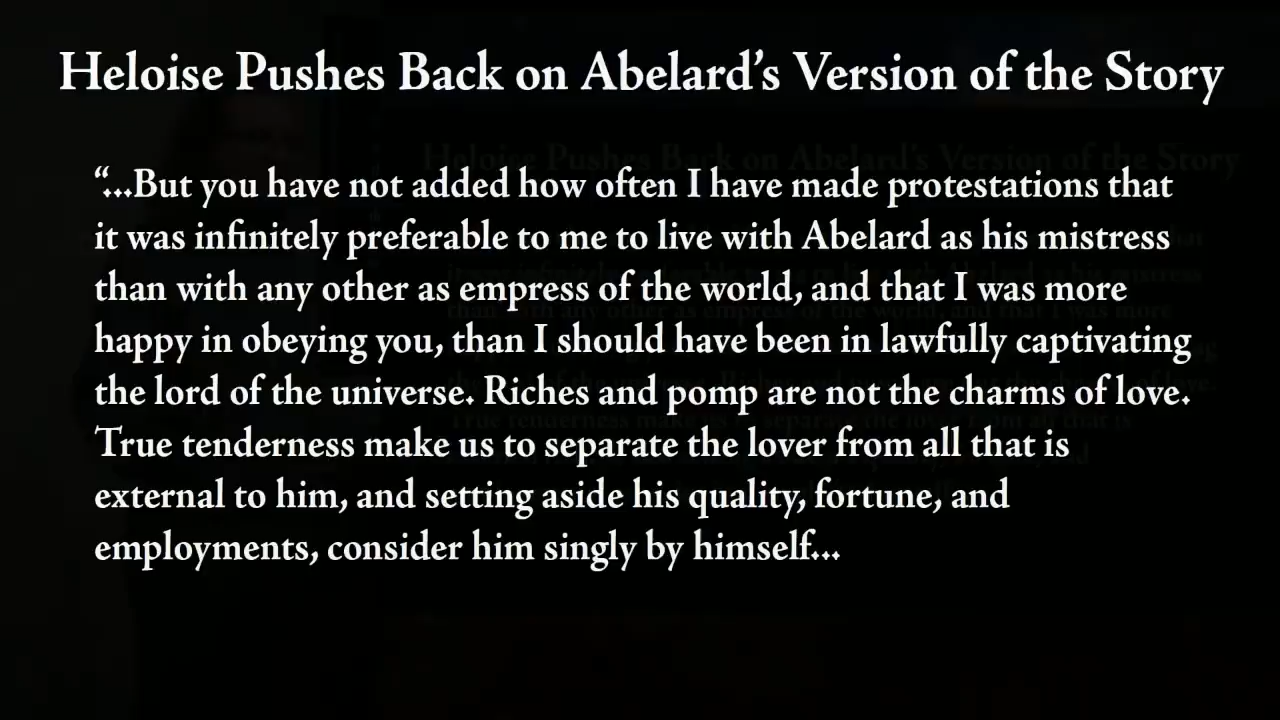 Heloise Pushes Back on Abelard’s Version of the Story
“...But you have not added how often I have made protestations that
it was infinitely preferable to me to live with Abelard as his mistress
than with any other as empress of the world, and that I was more
happy in obeying you, than I should have been in lawfully captivating
the lord of the universe. Riches and pomp are not the charms of love.
True tenderness make us to separate the lover from all that is
external to him, and setting aside his quality, fortune, and
employments, consider him singly by himself...